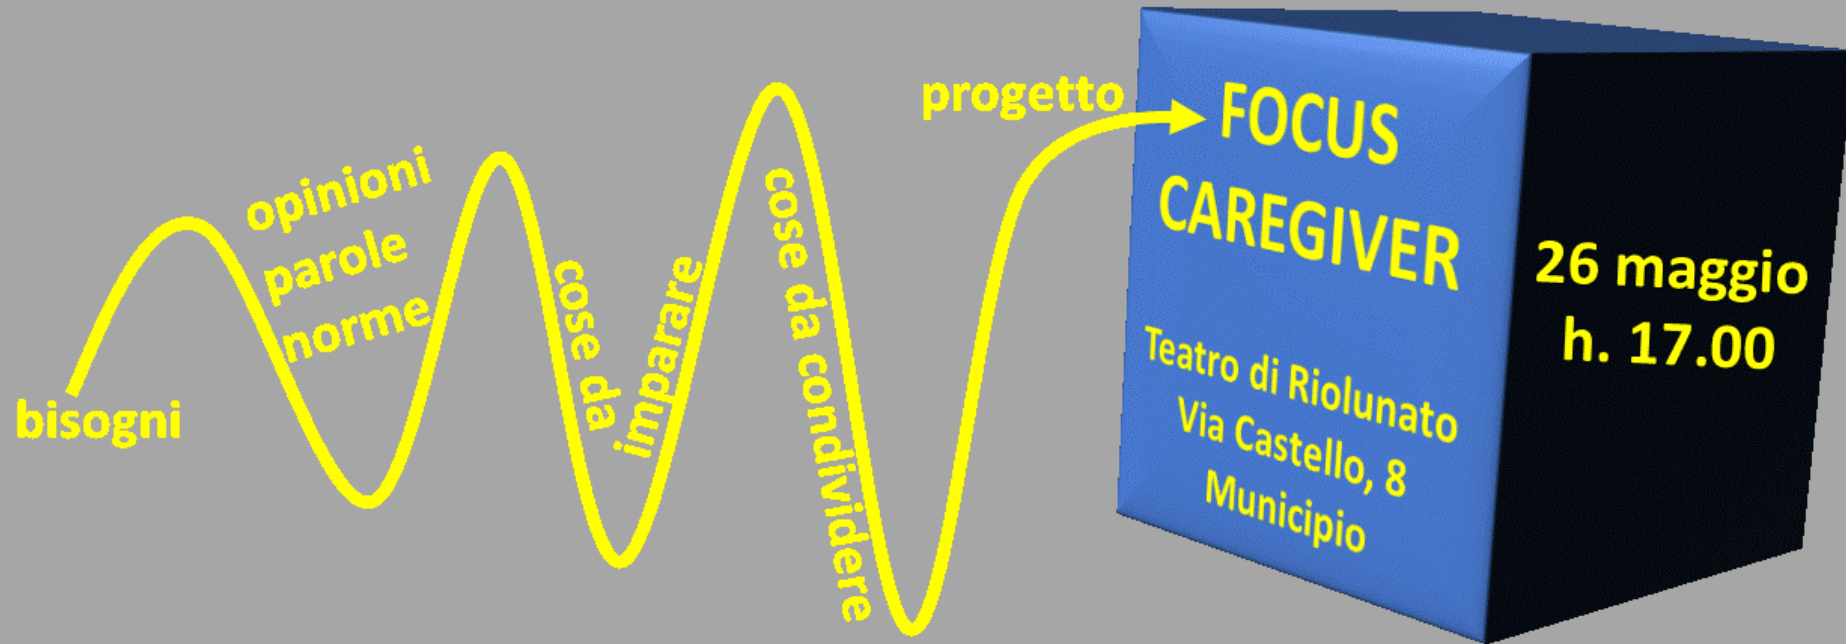 bisogni
opinioni
parole
norme
cose da
imparare
cose da condividere
progetto
FOCUS
CAREGIVER
Teatro di Riolunato
Via Castello, 8
Municipio
26 maggio
h. 17.00